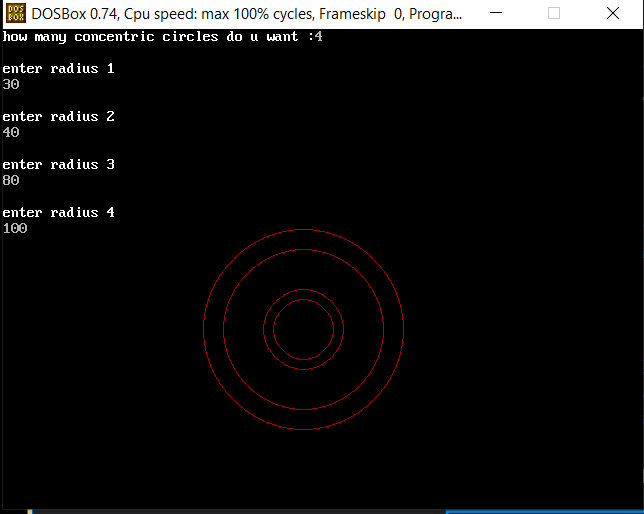 DOS
BOX
DOSBox 0.74, Cpu speed: max 100% cycles, Frameskip 0, Progra...
how many concentric circles do u want :4
enter radius 1
30
enter radius 2
40
enter radius 3
80
enter radius 4
100